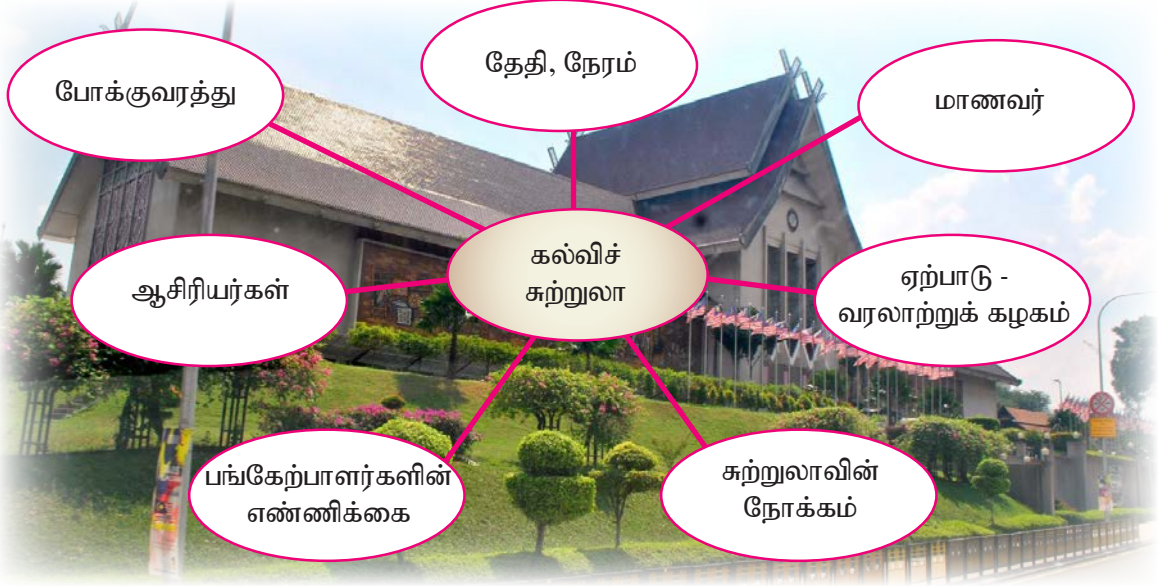 தேதி, நேரம்
போக்குவரத்து
மாணவர்
கல்விச்
சுற்றுலா
ஆசிரியர்கள்
ஏற்பாடு -
வரலாற்றுக் கழகம்
பங்கேற்பாளர்களின்
எண்ணிக்கை
சுற்றுலாவின்
நோக்கம்